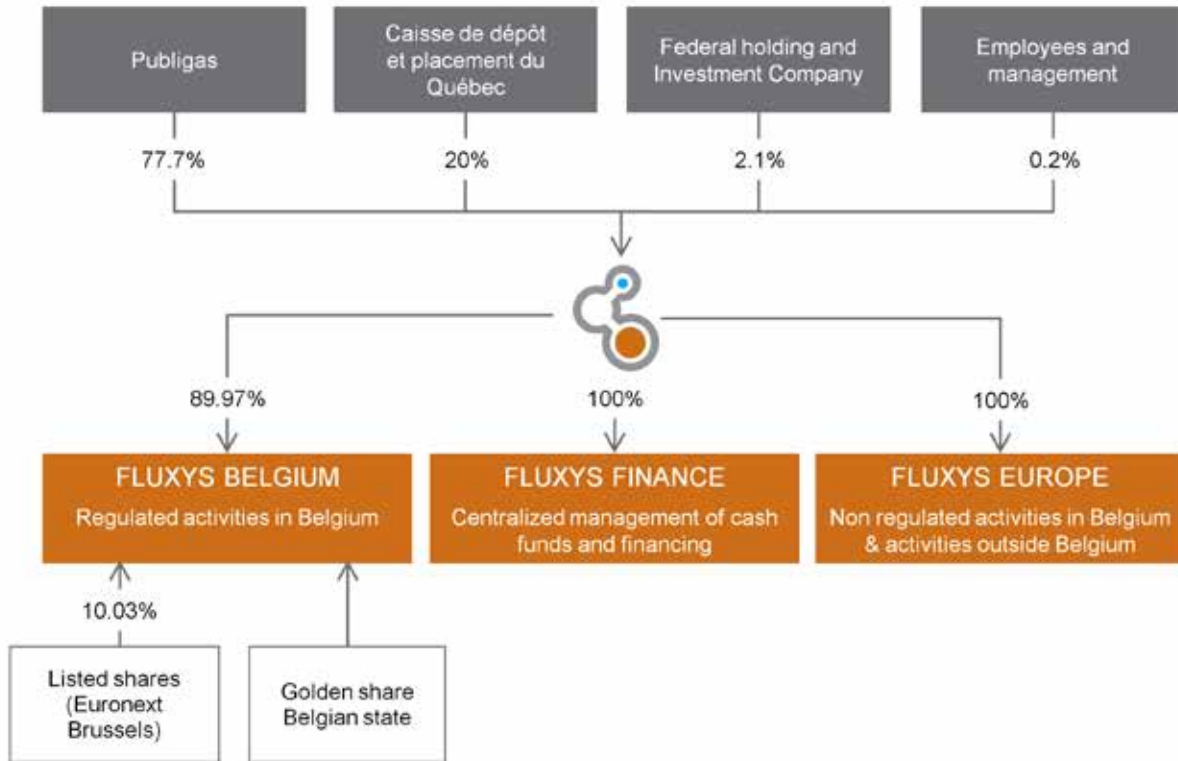 Publigas
Caisse de dépôt
et placement du
Québec
Federal holding and
Investment Company
Employees and
management
77.7%
20%
2.1%
0.2%
89.97%
100%
100%
FLUXYS BELGIUM
Regulated activities in Belgium
FLUXYS FINANCE
Centralized management of cash
funds and financing
FLUXYS EUROPE
Non regulated activities in Belgium
& activities outside Belgium
10.03%
Listed shares
(Euronext
Brussels)
Golden share
Belgian state